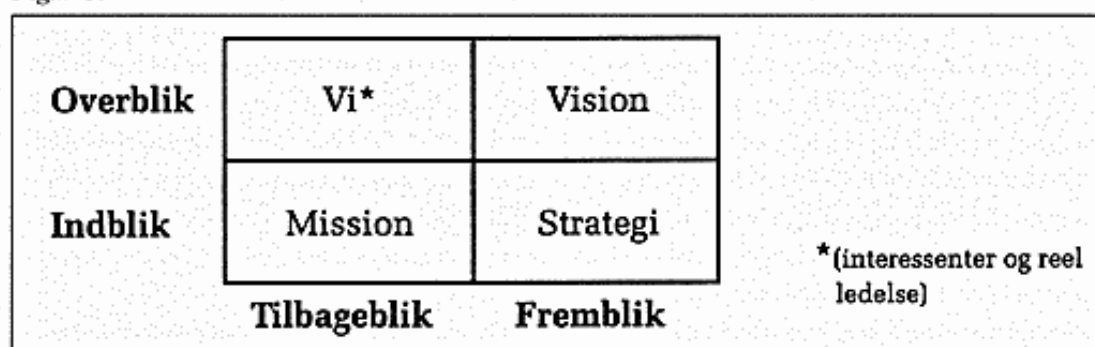 Overblik Vi* Vision
Indblik Mission Strategi
*(interessenter og reel
ledelse)
Tilbageblik Fremblik